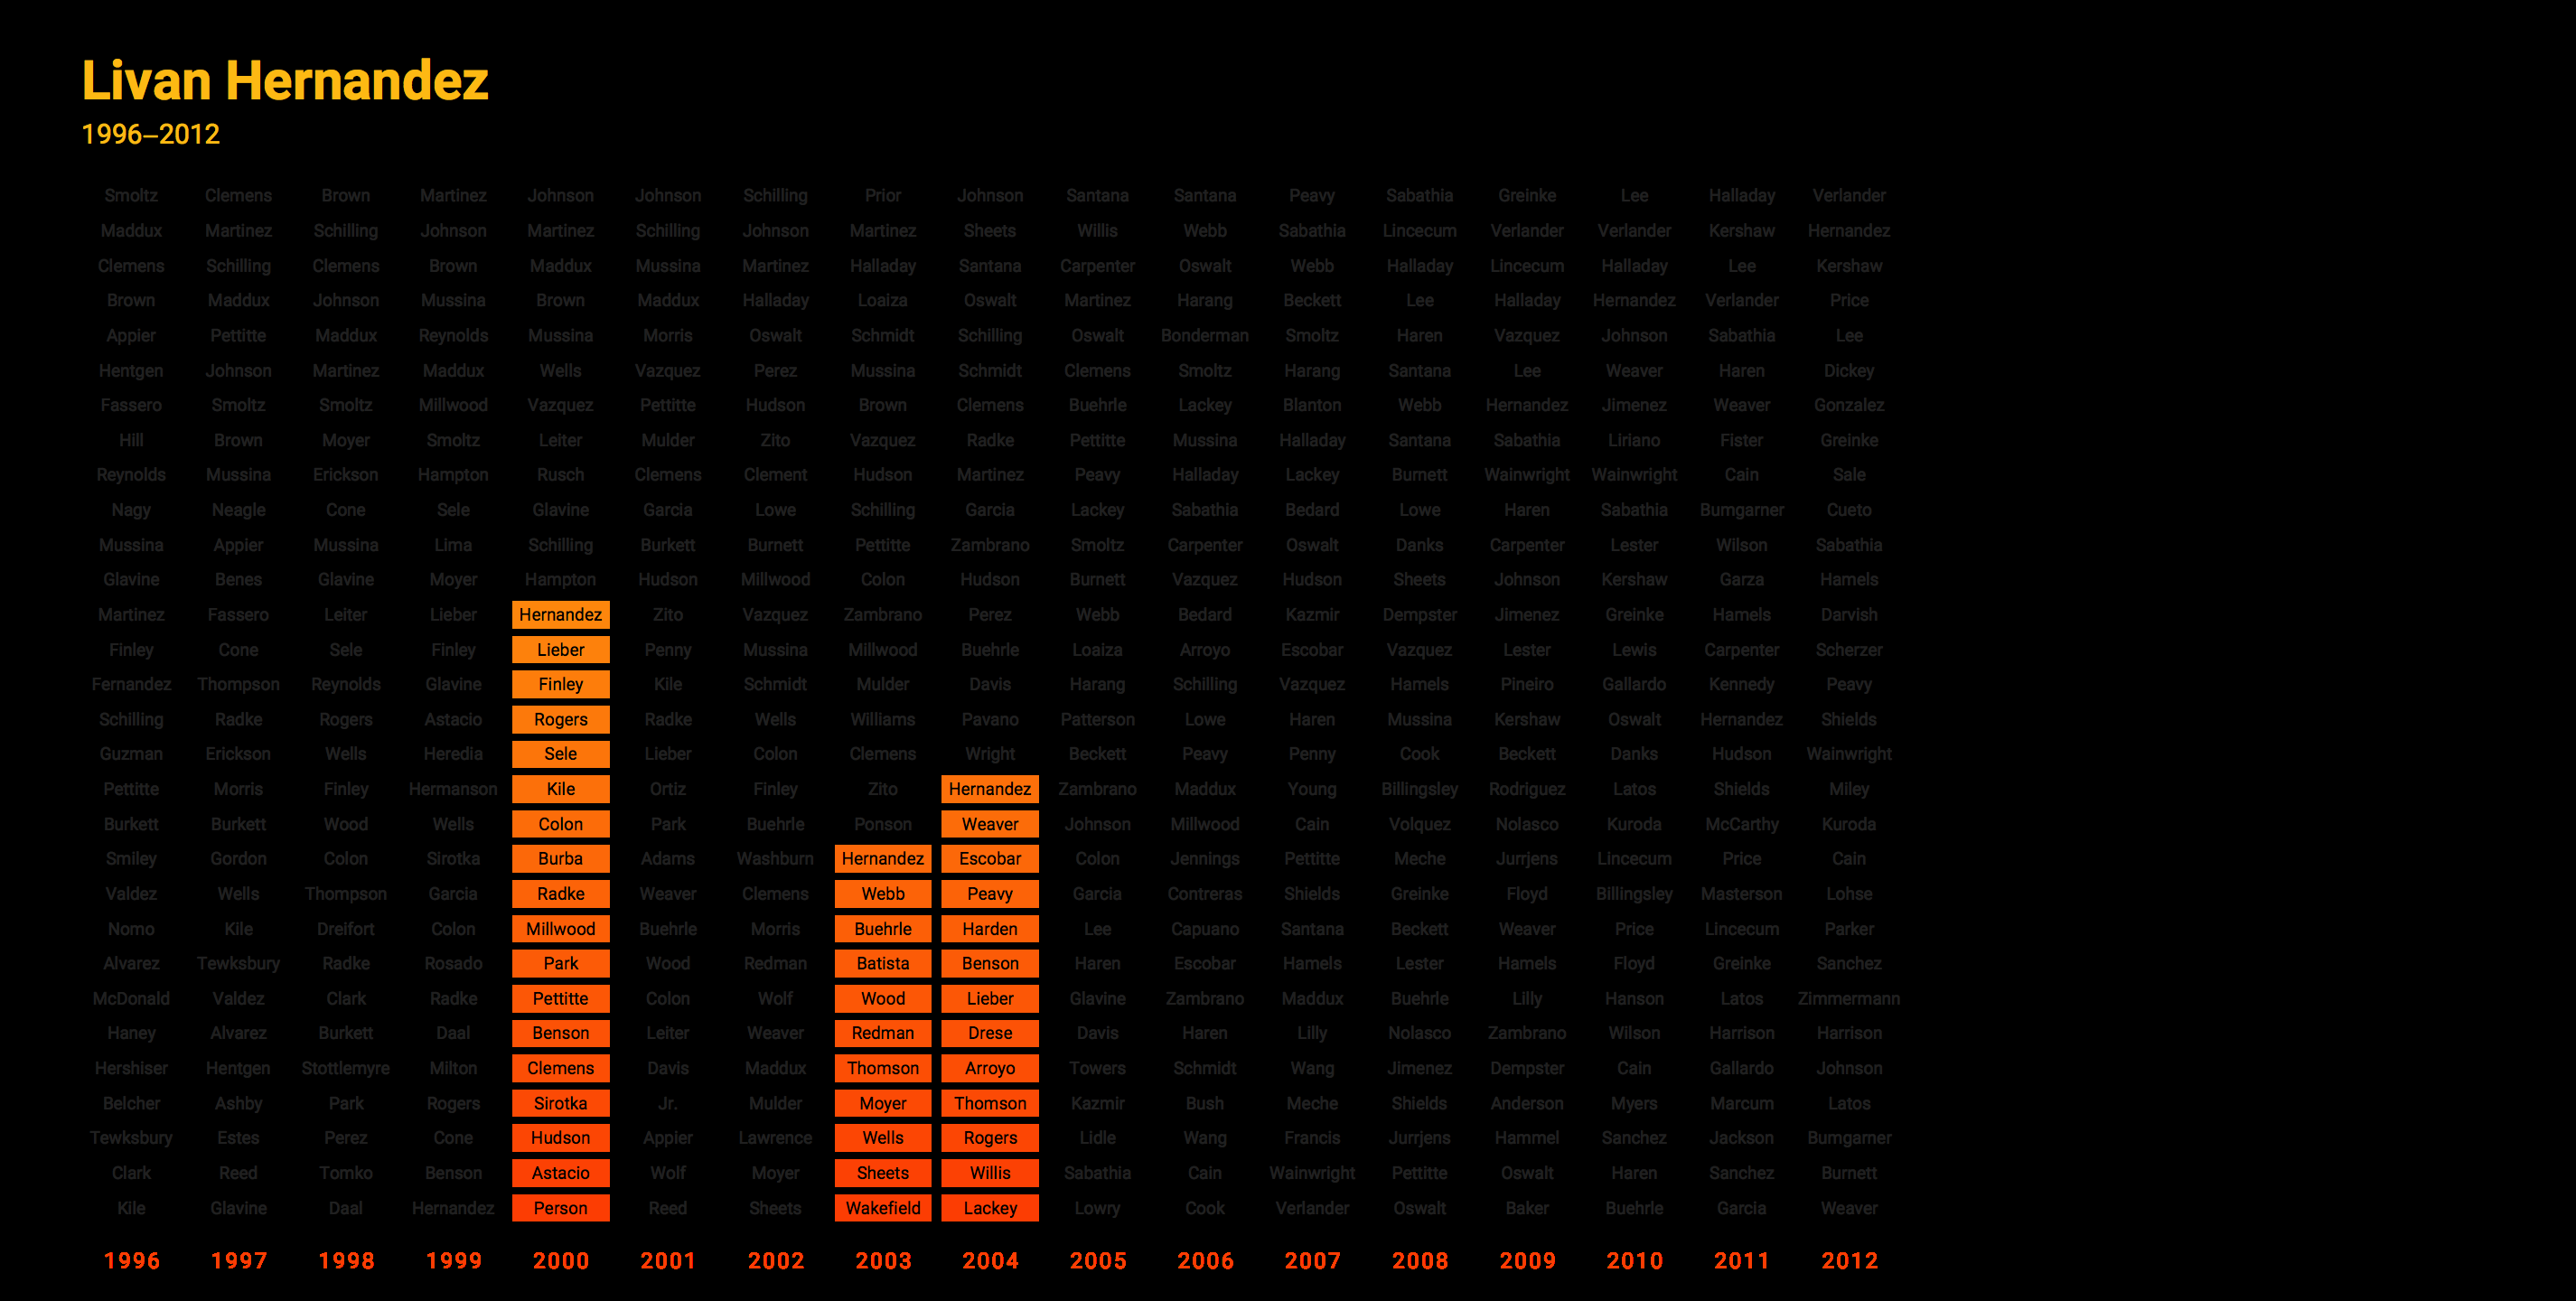 Livan Hernandez
1996–2012
Smoltz Clemens Brown Martinez Johnson Johnson Schilling Prior Johnson Santana Santana Peavy Sabathia Greinke Lee Halladay Verlander
Maddux Martinez Schilling Johnson Martinez Schilling Johnson Martinez Sheets Willis Webb Sabathia Lincecum Verlander Verlander Kershaw Hernandez
Clemens Schilling Clemens Brown Maddux Mussina Martinez Halladay Santana Carpenter Oswalt Webb Halladay Lincecum Halladay Lee Kershaw
Brown Maddux Johnson Mussina Brown Maddux Halladay Loaiza Oswalt Martinez Harang Beckett Lee Halladay Hernandez Verlander Price
Appier Pettitte Maddux Reynolds Mussina Morris Oswalt Schmidt Schilling Oswalt Bonderman Smoltz Haren Vazquez Johnson Sabathia Lee
Hentgen Johnson Martinez Maddux Wells Vazquez Perez Mussina Schmidt Clemens Smoltz Harang Santana Lee Weaver Haren Dickey
Fassero Smoltz Smoltz Millwood Vazquez Pettitte Hudson Brown Clemens Buehrle Lackey Blanton Webb Hernandez Jimenez Weaver Gonzalez
Hill Brown Moyer Smoltz Leiter Mulder Zito Vazquez Radke Pettitte Mussina Halladay Santana Sabathia Liriano Fister Greinke
Reynolds Mussina Erickson Hampton Rusch Clemens Clement Hudson Martinez Peavy Halladay Lackey Burnett Wainwright Wainwright Cain Sale
Nagy Neagle Cone Sele Glavine Garcia Lowe Schilling Garcia Lackey Sabathia Bedard Lowe Haren Sabathia Bumgarner Cueto
Mussina Appier Mussina Lima Schilling Burkett Burnett Pettitte Zambrano Smoltz Carpenter Oswalt Danks Carpenter Lester Wilson Sabathia
Glavine Benes Glavine Moyer Hampton Hudson Millwood Colon Hudson Burnett Vazquez Hudson Sheets Johnson Kershaw Garza Hamels
Martinez Fassero Leiter Lieber Hernandez Zito Vazquez Zambrano Perez Webb Bedard Kazmir Dempster Jimenez Greinke Hamels Darvish
Finley Cone Sele Finley Lieber Penny Mussina Millwood Buehrle Loaiza Arroyo Escobar Vazquez Lester Lewis Carpenter Scherzer
Fernandez Thompson Reynolds Glavine Finley Kile Schmidt Mulder Davis Harang Schilling Vazquez Hamels Pineiro Gallardo Kennedy Peavy
Schilling Radke Rogers Astacio Rogers Radke Wells Williams Pavano Patterson Lowe Haren Mussina Kershaw Oswalt Hernandez Shields
Guzman Erickson Wells Heredia Sele Lieber Colon Clemens Wright Beckett Peavy Penny Cook Beckett Danks Hudson Wainwright
Pettitte Morris Finley Hermanson Kile Ortiz Finley Zito Hernandez Zambrano Maddux Young Billingsley Rodriguez Latos Shields Miley
Burkett Burkett Wood Wells Colon Park Buehrle Ponson Weaver Johnson Millwood Cain Volquez Nolasco Kuroda McCarthy Kuroda
Smiley Gordon Colon Sirotka Burba Adams Washburn Hernandez Escobar Colon Jennings Pettitte Meche Jurrjens Lincecum Price Cain
Valdez Wells Thompson Garcia Radke Weaver Clemens Webb Peavy Garcia Contreras Shields Greinke Floyd Billingsley Masterson Lohse
Nomo Kile Dreifort Colon Millwood Buehrle Morris Buehrle Harden Lee Capuano Santana Beckett Weaver Price Lincecum Parker
Alvarez Tewksbury Radke Rosado Park Wood Redman Batista Benson Haren Escobar Hamels Lester Hamels Floyd Greinke Sanchez
McDonald Valdez Clark Radke Pettitte Colon Wolf Wood Lieber Glavine Zambrano Maddux Buehrle Lilly Hanson Latos Zimmermann
Haney Alvarez Burkett Daal Benson Leiter Weaver Redman Drese Davis Haren Lilly Nolasco Zambrano Wilson Harrison Harrison
Hershiser Hentgen Stottlemyre Milton Clemens Davis Maddux Thomson Arroyo Towers Schmidt Wang Jimenez Dempster Cain Gallardo Johnson
Belcher Ashby Park Rogers Sirotka Jr. Mulder Moyer Thomson Kazmir Bush Meche Shields Anderson Myers Marcum Latos
Tewksbury Estes Perez Cone Hudson Appier Lawrence Wells Rogers Lidle Wang Francis Jurrjens Hammel Sanchez Jackson Bumgarner
Clark Reed Tomko Benson Astacio Wolf Moyer Sheets Willis Sabathia Cain Wainwright Pettitte Oswalt Haren Sanchez Burnett
Kile Glavine Daal Hernandez Person Reed Sheets Wakefield Lackey Lowry Cook Verlander Oswalt Baker Buehrle Garcia Weaver
1996 1997 1998 1999 2000 2001 2002 2003 2004 2005 2006 2007 2008 2009 2010 2011 2012